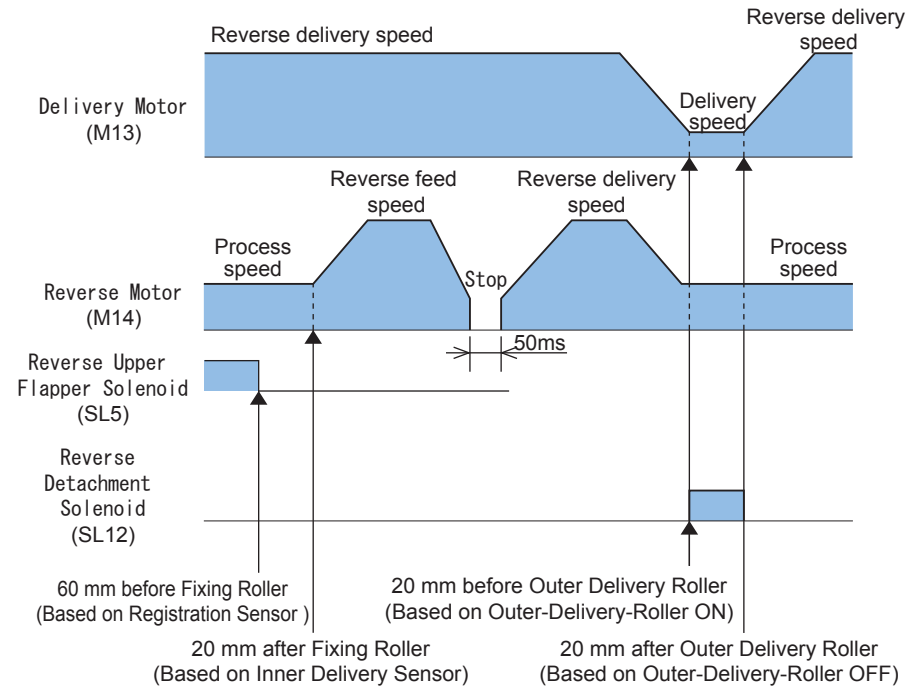 Reverse delivery
speed
Reverse delivery speed
Delivery Motor
(M13)
Delivery
speed
Reverse feed
speed
Reverse delivery
speed
Process
speed
Process
speed
Reverse Motor
(M14)
Stop
50ms
Reverse Upper
Flapper Solenoid
(SL5)
Reverse
Detachment
Solenoid
(SL12)
60 mm before Fixing Roller
(Based on Registration Sensor )
20 mm before Outer Delivery Roller
(Based on Outer-Delivery-Roller ON)
20 mm after Fixing Roller
(Based on Inner Delivery Sensor)
20 mm after Outer Delivery Roller
(Based on Outer-Delivery-Roller OFF)